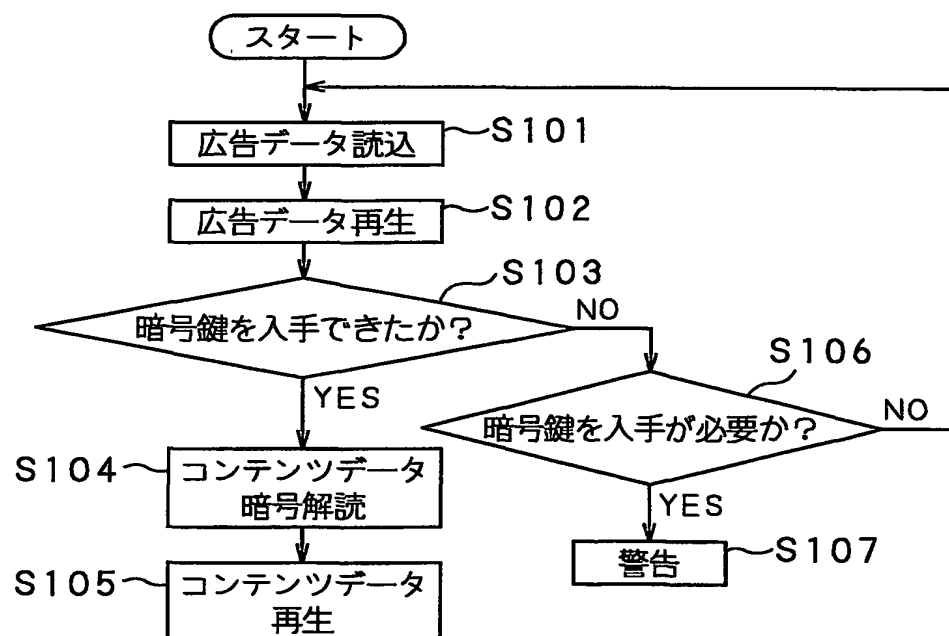 スタート
広告データ読込
S101
広告データ再生
S102
S103
暗号鍵を入手できたか？
NO
YES
S106
暗号鍵を入手が必要か？
NO
YES
S104
コンテンツデータ
暗号解読
警告
S107
S105
コンテンツデータ
再生